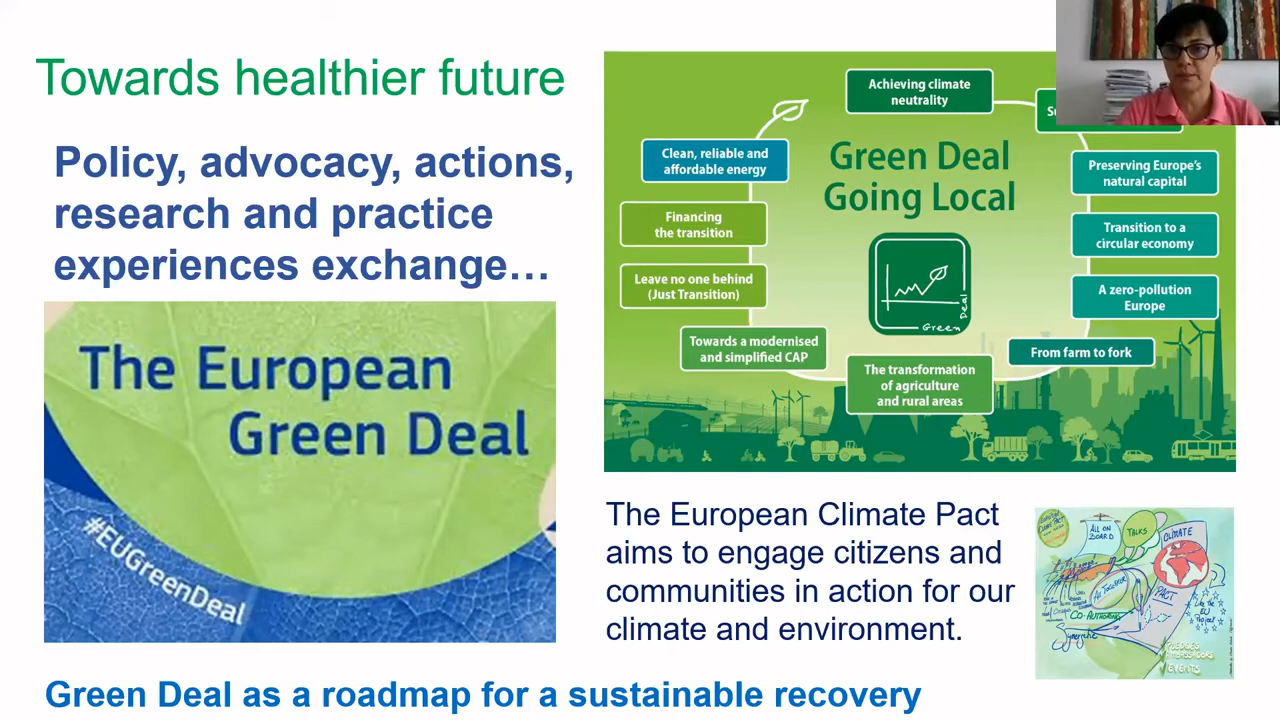 Towards healthier future
Policy, advocacy, actions,
research and practice
experiences exchange…
The European
Green Deal
#EUGreenDeal
Green Deal
Going Local
Achieving climate
neutrality
Preserving Europe's
natural capital
Transition to a
circular economy
A zero-pollution
Europe
From farm to fork
The transformation
of agriculture
and rural areas
Towards a modernised
and simplified CAP
Leave no one behind
(Just Transition)
Financing
the transition
Clean, reliable and
affordable energy
Green Deal
The European Climate Pact
aims to engage citizens and
communities in action for our
climate and environment.
ALL ON
BOARD
TALKS
CLIMATE
PACT
CO-AUTHORING
EVENTS
Green Deal as a roadmap for a sustainable recovery